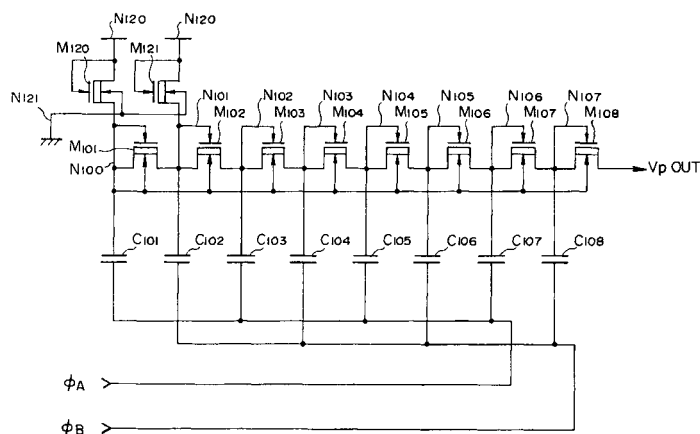 N120 N120
M120 M121
N121
N101 N102 N103 N104 N105 N106 N107
M102 M103 M104 M105 M106 M107 M108
M101
N100
VP OUT
C101 C102 C103 C104 C105 C106 C107 C108
ϕA
ϕB